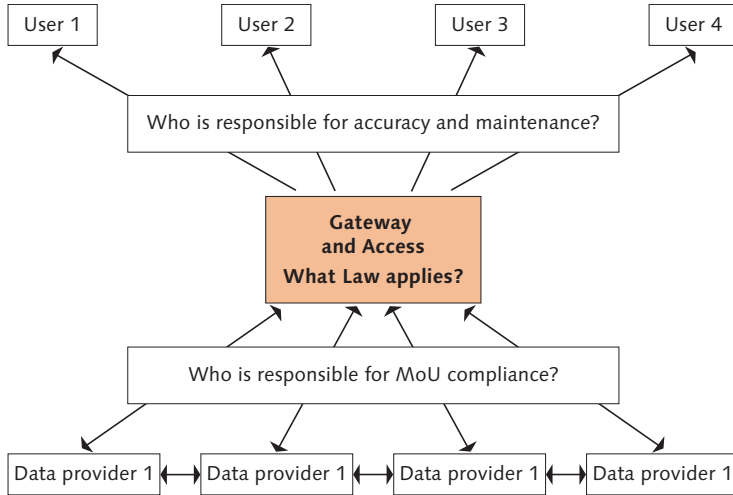 User 1
User 2
User 3
User 4
Who is responsible for accuracy and maintenance?
Gateway
and Access
What Law applies?
Who is responsible for MoU compliance?
Data provider 1
Data provider 1
Data provider 1
Data provider 1